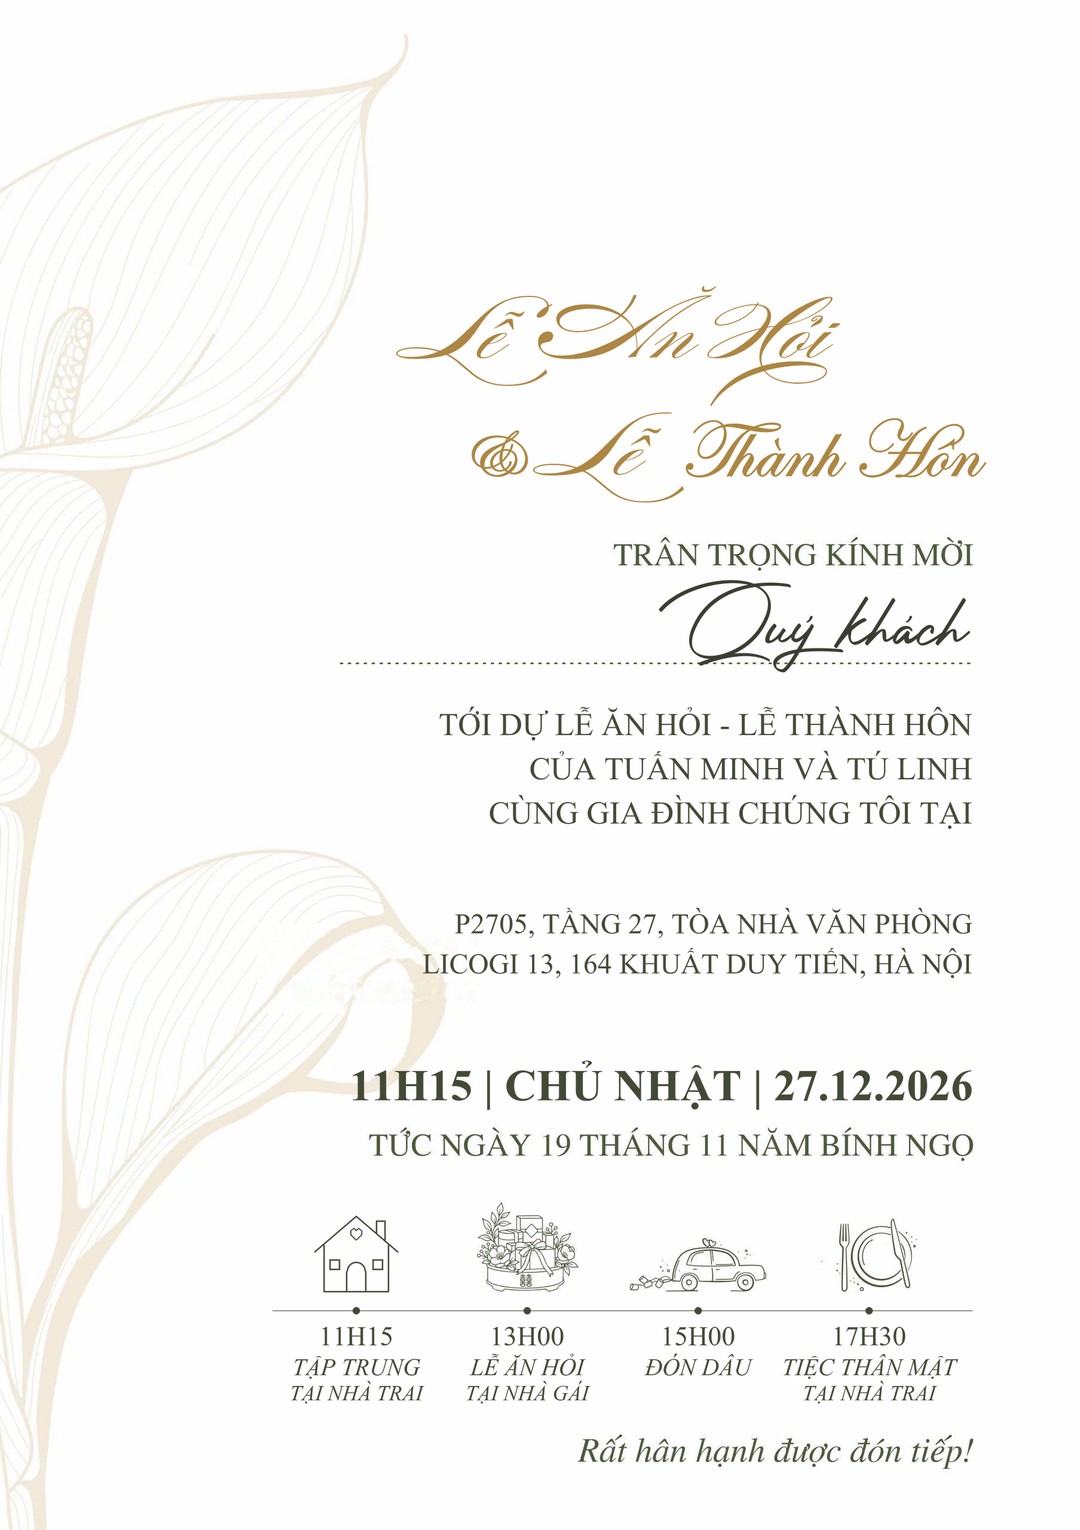 Lễ Ăn Hỏi
& Lễ Thành Hôn
TRÂN TRỌNG KÍNH MỜI
Quý khách
TỚI DỰ LỄ ĂN HỎI - LỄ THÀNH HÔN
CỦA TUẤN MINH VÀ TÚ LINH
CÙNG GIA ĐÌNH CHÚNG TÔI TẠI
P2705, TẦNG 27, TÒA NHÀ VĂN PHÒNG
LICOGI 13, 164 KHUẤT DUY TIẾN, HÀ NỘI
11H15 | CHỦ NHẬT | 27.12.2026
TỨC NGÀY 19 THÁNG 11 NĂM BÍNH NGỌ
11H15
TẬP TRUNG
TẠI NHÀ TRAI
13H00
LỄ ĂN HỎI
TẠI NHÀ GÁI
15H00
ĐÓN DÂU
17H30
TIỆC THÂN MẬT
TẠI NHÀ TRAI
Rất hân hạnh được đón tiếp!